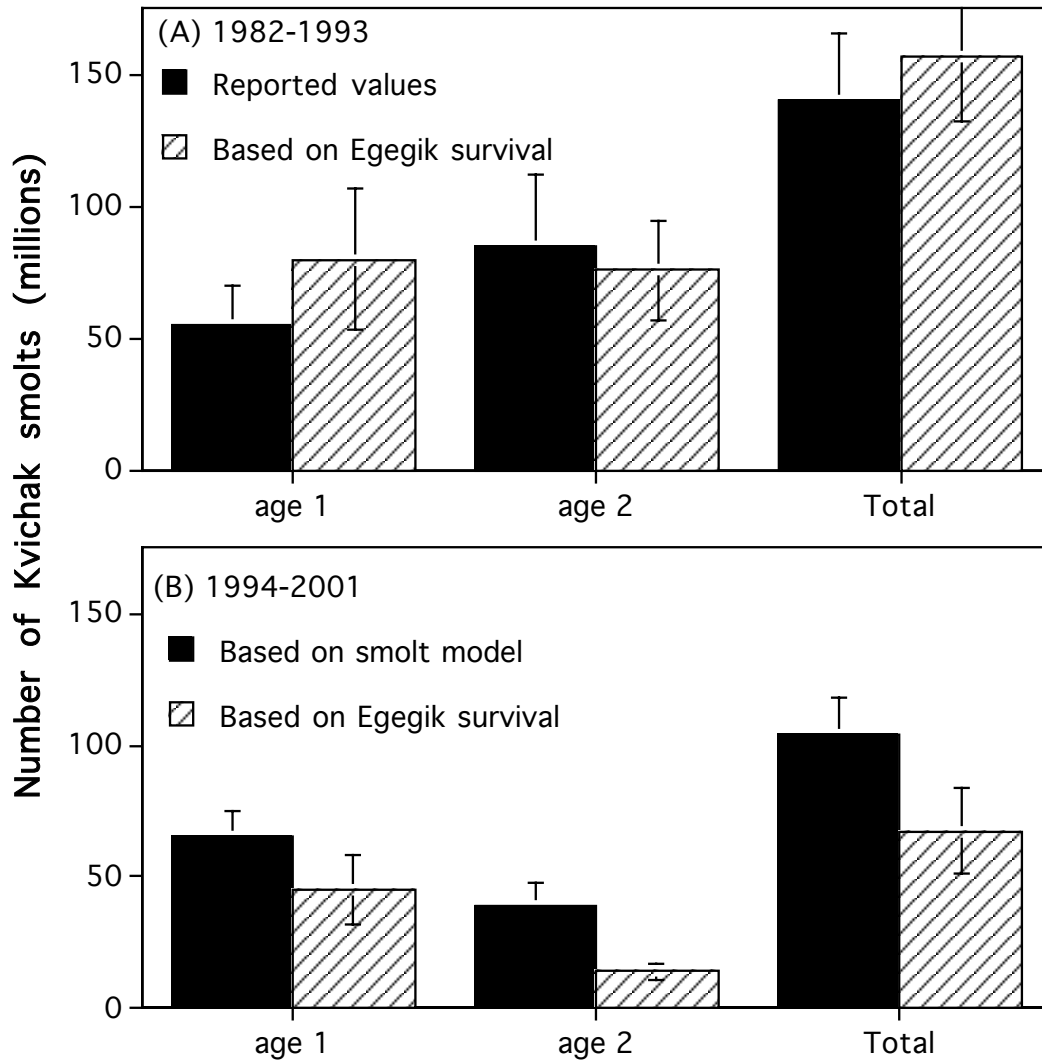 Number of Kvichak smolts (millions)
(A) 1982-1993
Reported values
Based on Egegik survival
150
100
50
0
age 1 age 2 Total
(B) 1994-2001
Based on smolt model
Based on Egegik survival
150
100
50
0
age 1 age 2 Total